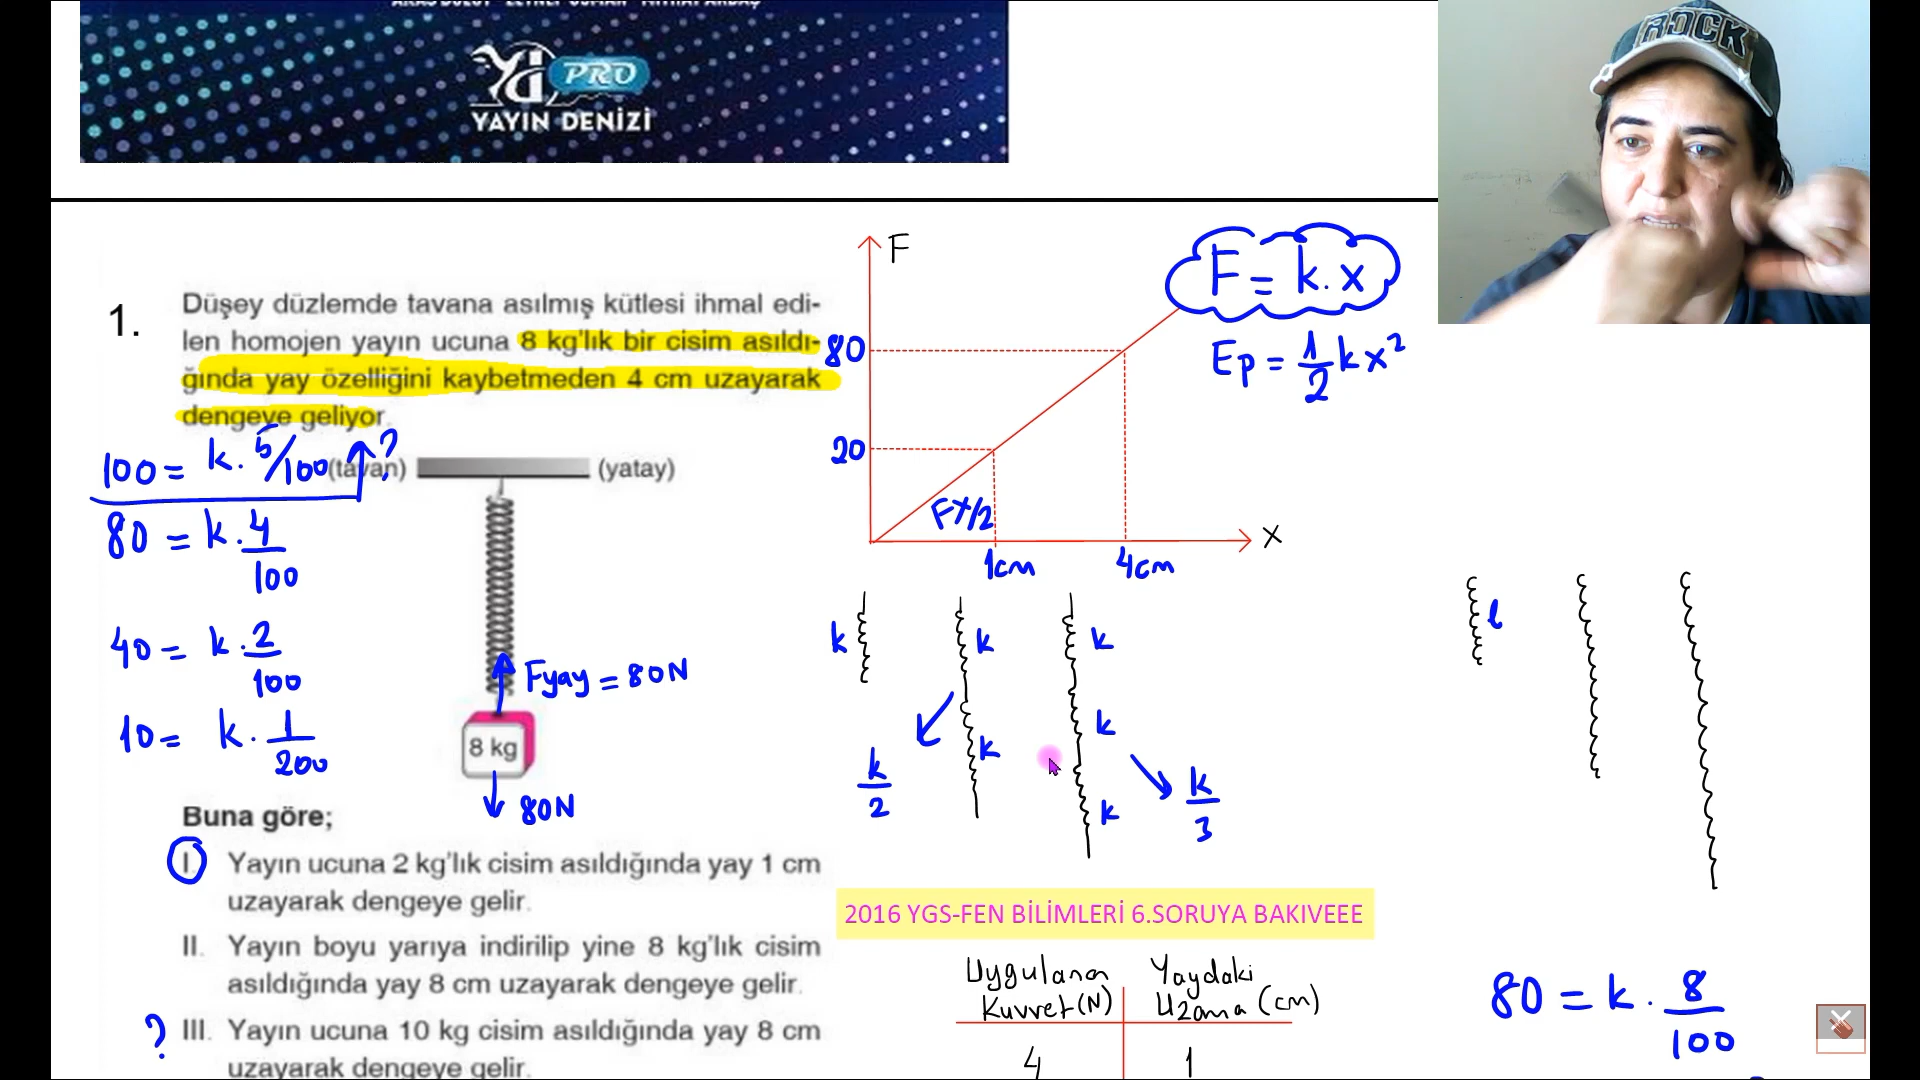 YD PRO
YAYIN DENİZİ
ROCK
1.
Düşey düzlemde tavana asılmış kütlesi ihmal edi-
len homojen yayın ucuna 8 kg'lık bir cisim asıldı-
ğında yay özelliğini kaybetmeden 4 cm uzayarak
dengeye geliyor.
100 = k. 5/100 ?
(tavan) (yatay)
80 = k. 4/100
40 = k. 2/100
10 = k. 1/200
Fyay = 80N
8 kg
80N
F
80
20
FX/2
1cm 4cm
X
F = k.x
Ep = 1/2 kx²
k k k
k k k
k/2 k/3
l
Buna göre;
I. Yayın ucuna 2 kg'lık cisim asıldığında yay 1 cm
uzayarak dengeye gelir.
II. Yayın boyu yarıya indirilip yine 8 kg'lık cisim
asıldığında yay 8 cm uzayarak dengeye gelir.
? III. Yayın ucuna 10 kg cisim asıldığında yay 8 cm
uzayarak dengeye gelir.
2016 YGS-FEN BİLİMLERİ 6.SORUYA BAKIVEEE
Uygulanan Yaydaki
Kuvvet(N) Uzama (cm)
4 1
80 = k. 8/100